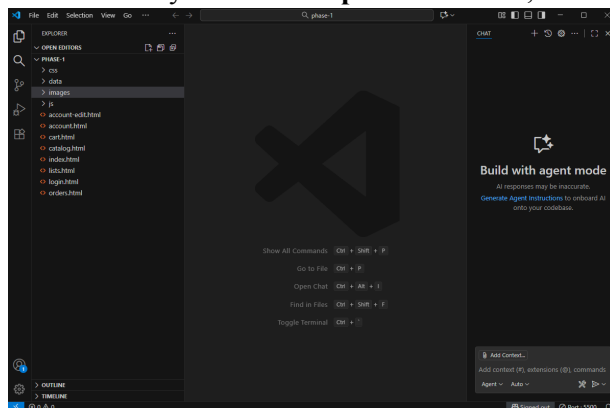 File Edit Selection View Go ... phase-1
EXPLORER ...
OPEN EDITORS
PHASE-1
css
data
images
js
account-edit.html
account.html
cart.html
catalog.html
index.html
lists.html
login.html
orders.html
OUTLINE
TIMELINE
Show All Commands Ctrl + Shift + P
Go to File Ctrl + P
Open Chat Ctrl + Alt + I
Find in Files Ctrl + Shift + F
Toggle Terminal Ctrl + `
CHAT
Build with agent mode
AI responses may be inaccurate.
Generate Agent Instructions to onboard AI
onto your codebase.
Add Context...
Add context (#), extensions (@), commands
Agent Auto
1
0 0 Signed out Port : 5500